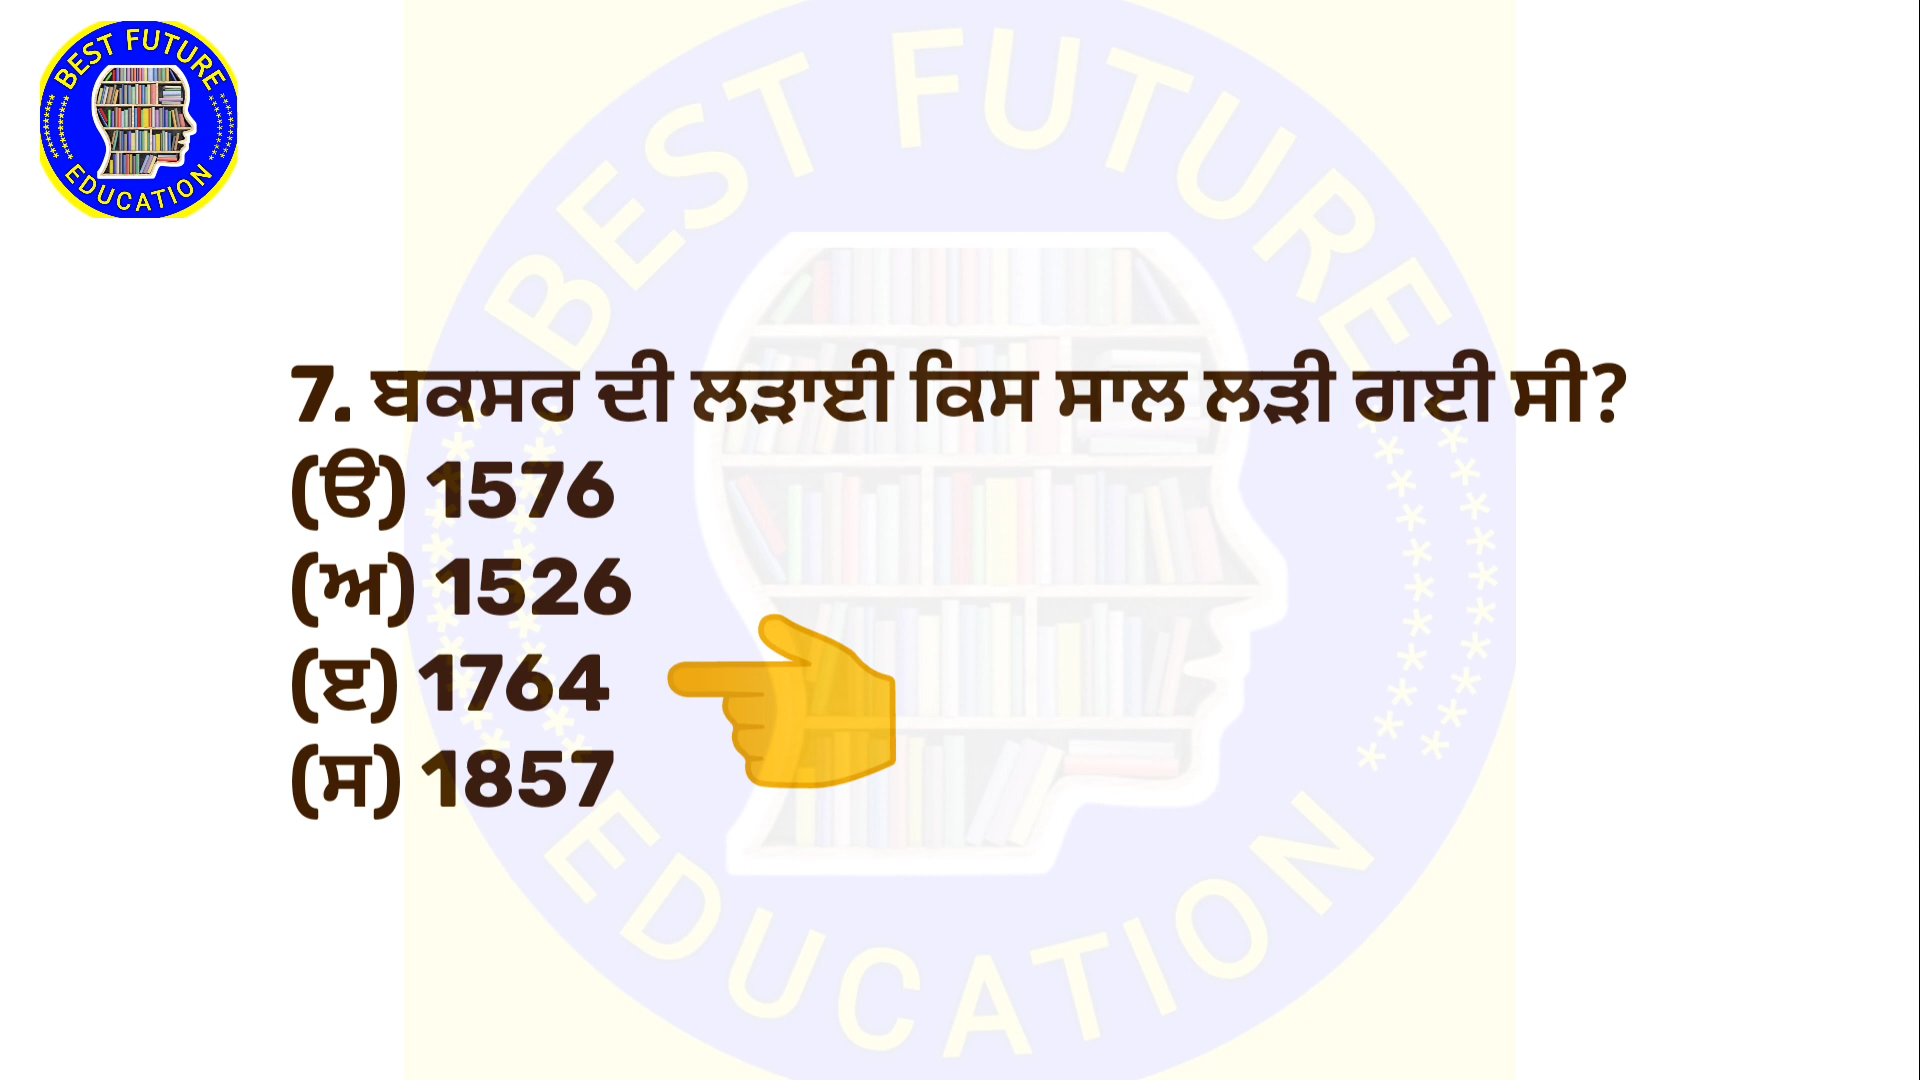 BEST FUTURE
EDUCATION
BEST FUTURE
7. ਬਕਸਰ ਦੀ ਲੜਾਈ ਕਿਸ ਸਾਲ ਲੜੀ ਗਈ ਸੀ?
(ੳ) 1576
(ਅ) 1526
(ੲ) 1764
(ਸ) 1857
EDUCATION